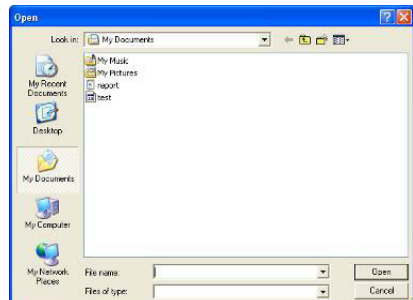 Open
Look in:
My Documents
My Recent
Documents
Desktop
My Documents
My Computer
My Network
Places
My Music
My Pictures
report
test
File name:
Open
Files of type:
Cancel